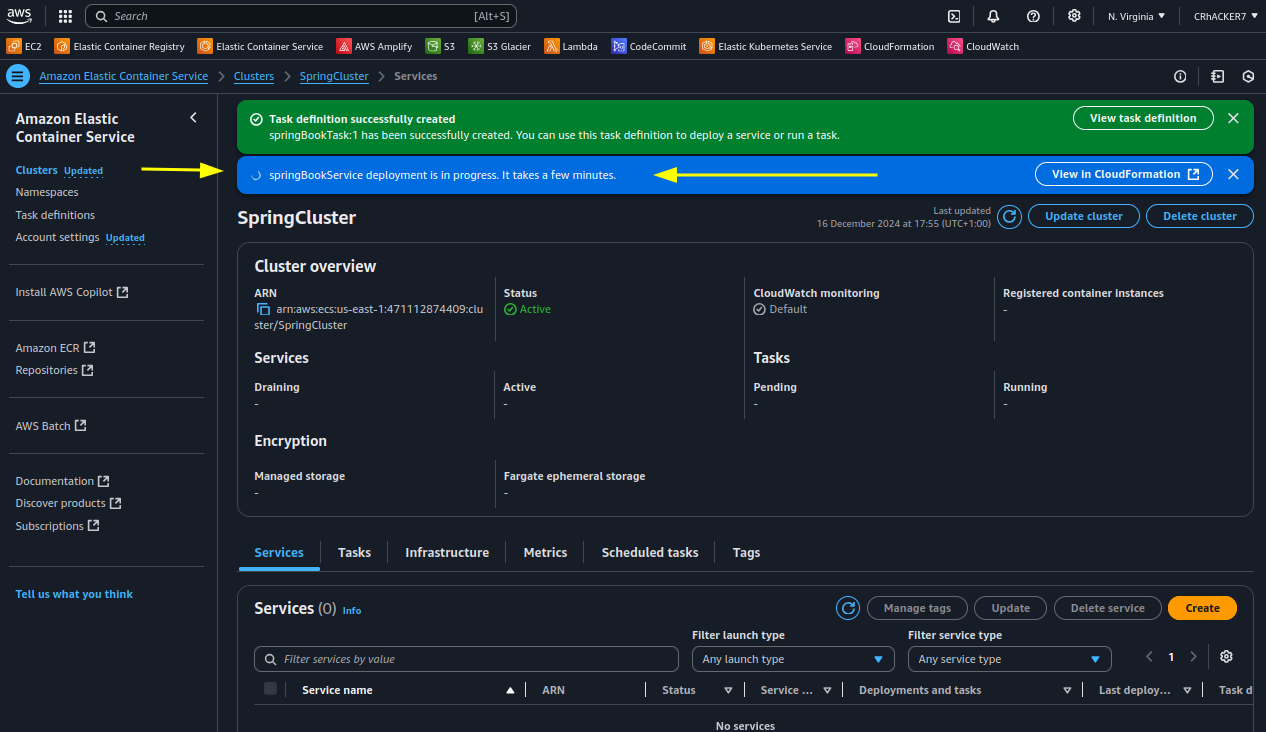 aws
Search [Alt+S]
N. Virginia
CRhACKER7
EC2 Elastic Container Registry Elastic Container Service AWS Amplify S3 S3 Glacier Lambda CodeCommit Elastic Kubernetes Service CloudFormation CloudWatch
Amazon Elastic Container Service Clusters SpringCluster Services
Amazon Elastic
Container Service
Clusters Updated
Namespaces
Task definitions
Account settings Updated
Install AWS Copilot
Amazon ECR
Repositories
AWS Batch
Documentation
Discover products
Subscriptions
Tell us what you think
Task definition successfully created
springBookTask:1 has been successfully created. You can use this task definition to deploy a service or run a task.
View task definition
springBookService deployment is in progress. It takes a few minutes.
View in CloudFormation
SpringCluster
Last updated
16 December 2024 at 17:55 (UTC+1:00)
Update cluster
Delete cluster
Cluster overview
ARN
arn:aws:ecs:us-east-1:471112874409:clu
ster/SpringCluster
Status
Active
CloudWatch monitoring
Default
Registered container instances
-
Services
Draining
-
Active
-
Tasks
Pending
-
Running
-
Encryption
Managed storage
-
Fargate ephemeral storage
-
Services Tasks Infrastructure Metrics Scheduled tasks Tags
Services (0) Info
Manage tags
Update
Delete service
Create
Filter services by value
Filter launch type
Any launch type
Filter service type
Any service type
1
Service name ARN Status Service ... Deployments and tasks Last deploy... Task d
No services